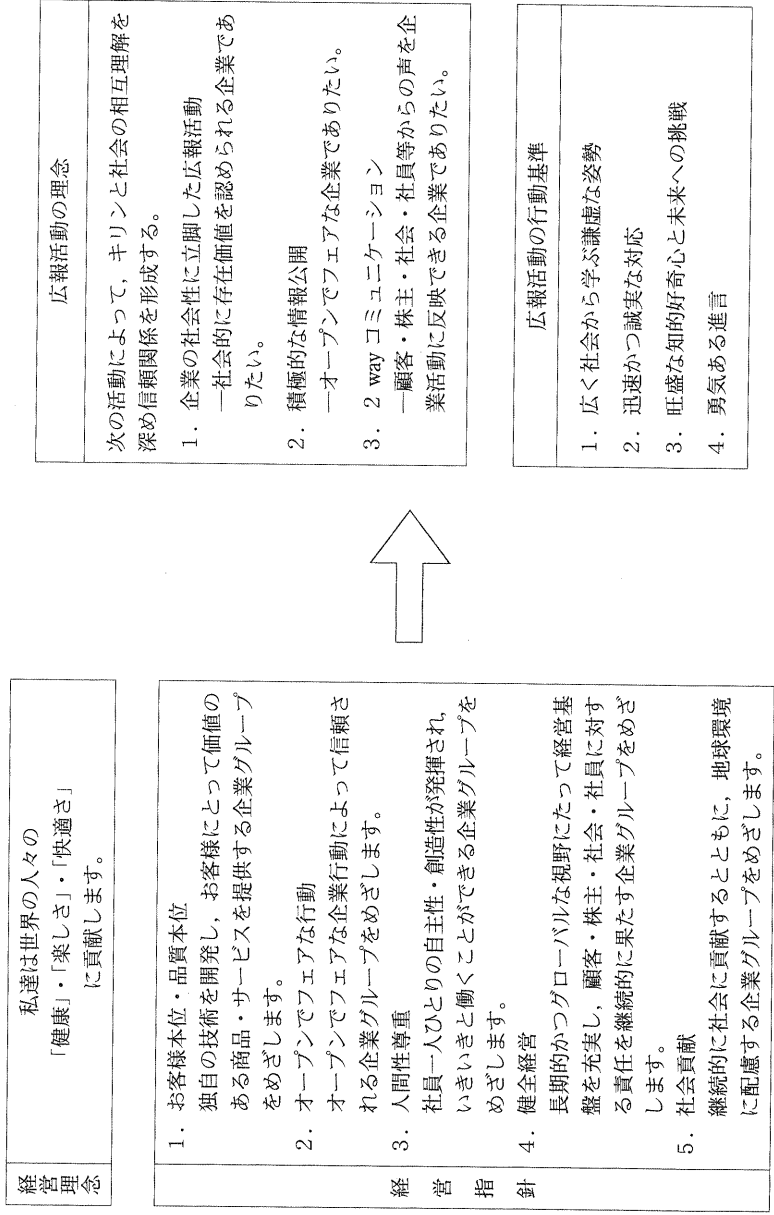 経営理念
私達は世界の人々の
「健康」・「楽しさ」・「快適さ」
に貢献します。
経営指針
1．お客様本位・品質本位
独自の技術を開発し，お客様にとって価値の
ある商品・サービスを提供する企業グループ
をめざします。
2．オープンでフェアな行動
オープンでフェアな企業行動によって信頼さ
れる企業グループをめざします。
3．人間性尊重
社員一人ひとりの自主性・創造性が発揮され，
いきいきと働くことができる企業グループを
めざします。
4．健全経営
長期的かつグローバルな視野にたって経営基
盤を充実し，顧客・株主・社会・社員に対す
る責任を継続的に果たす企業グループをめざ
します。
5．社会貢献
継続的に社会に貢献するとともに，地球環境
に配慮する企業グループをめざします。
広報活動の理念
次の活動によって，キリンと社会の相互理解を
深め信頼関係を形成する。
1．企業の社会性に立脚した広報活動
―社会的に存在価値を認められる企業であ
りたい。
2．積極的な情報公開
―オープンでフェアな企業でありたい。
3．2 way コミュニケーション
―顧客・株主・社会・社員等からの声を企
業活動に反映できる企業でありたい。
広報活動の行動基準
1．広く社会から学ぶ謙虚な姿勢
2．迅速かつ誠実な対応
3．旺盛な知的好奇心と未来への挑戦
4．勇気ある進言